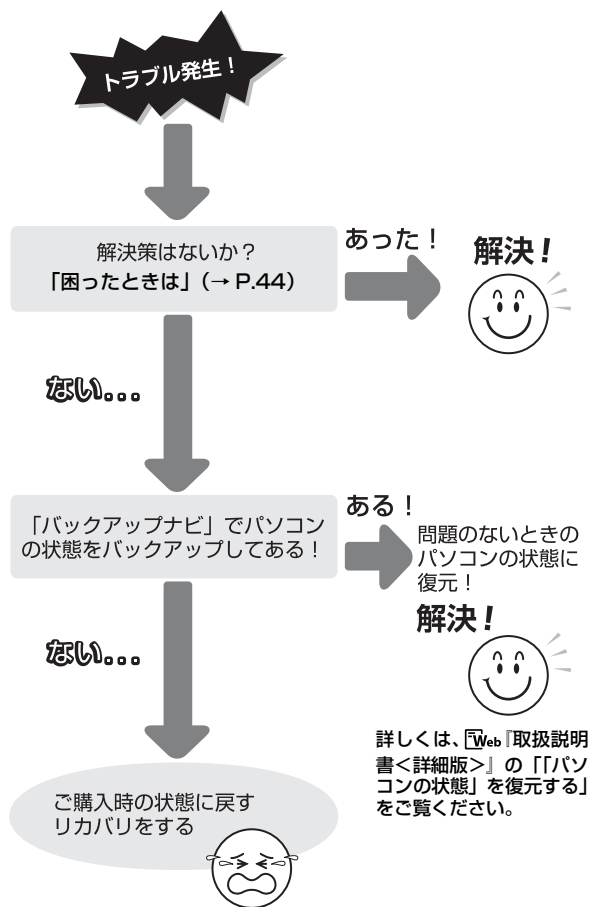 トラブル発生！
解決策はないか？
「困ったときは」（→ P.44）
あった！
解決！
ない...
「バックアップナビ」でパソコン
の状態をバックアップしてある！
ある！
問題のないときの
パソコンの状態に
復元！
解決！
ない...
詳しくは、Web『取扱説明
書＜詳細版＞』の「「パソ
コンの状態」を復元する」
をご覧ください。
ご購入時の状態に戻す
リカバリをする